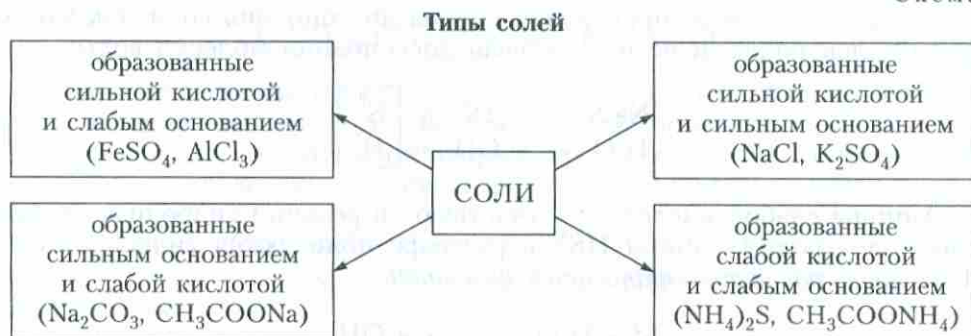 Типы солей
образованные
сильной кислотой
и слабым основанием
(FeSO₄, AlCl₃)
образованные
сильной кислотой
и сильным основанием
(NaCl, K₂SO₄)
СОЛИ
образованные
сильным основанием
и слабой кислотой
(Na₂CO₃, CH₃COONa)
образованные
слабой кислотой
и слабым основанием
(NH₄)₂S, CH₃COONH₄)